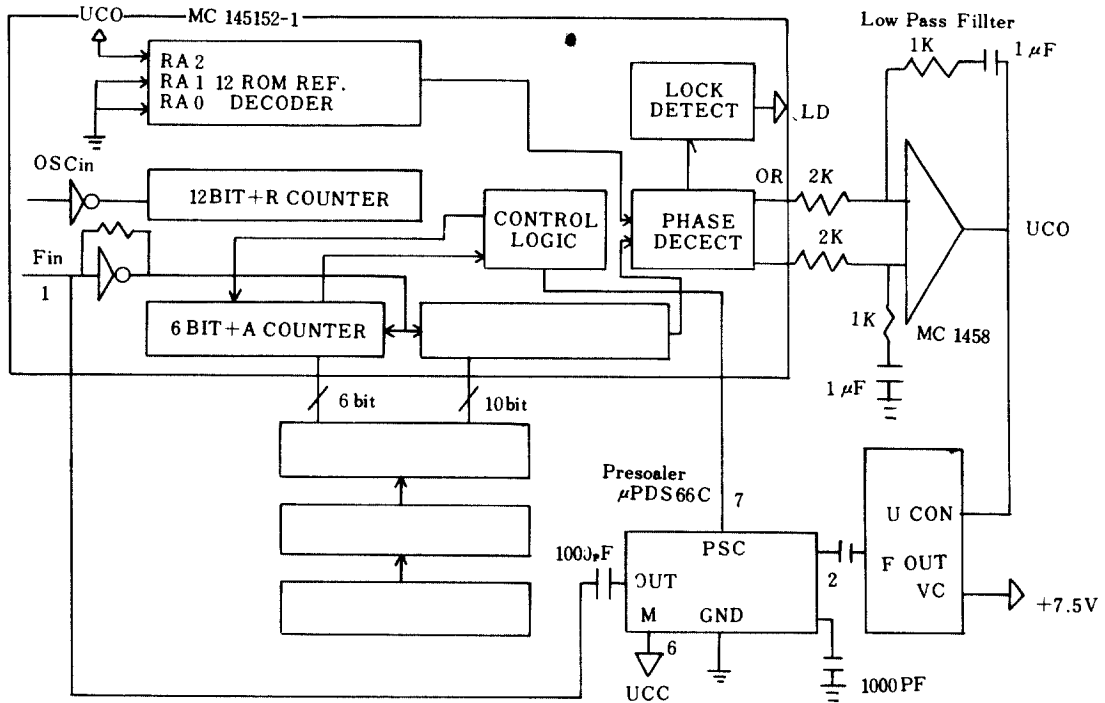 UCO
MC 145152-1
RA 2
RA 1 12 ROM REF.
RA 0 DECODER
LOCK
DETECT
LD
OSCin
12BIT+R COUNTER
Fin
1
CONTROL
LOGIC
6 BIT+A COUNTER
PHASE
DECECT
OR
2K
2K
Low Pass Fillter
1K
1 μF
UCO
1K
MC 1458
1 μF
6 bit
10bit
Presoaler
μPDS66C
7
PSC
1000pF
OUT
2
M
GND
6
UCC
1000PF
U CON
F OUT
VC
+7.5V